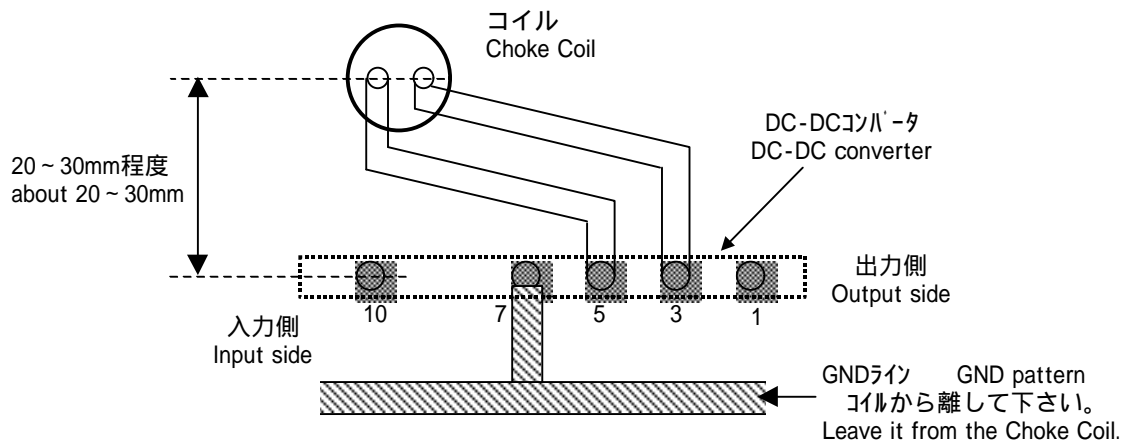 コイル
Choke Coil
DC-DCｺﾝﾊﾞｰﾀ
DC-DC converter
20~30mm程度
about 20~30mm
出力側
Output side
10
7
5
3
1
入力側
Input side
GNDﾗｲﾝ GND pattern
ｺｲﾙから離して下さい。
Leave it from the Choke Coil.